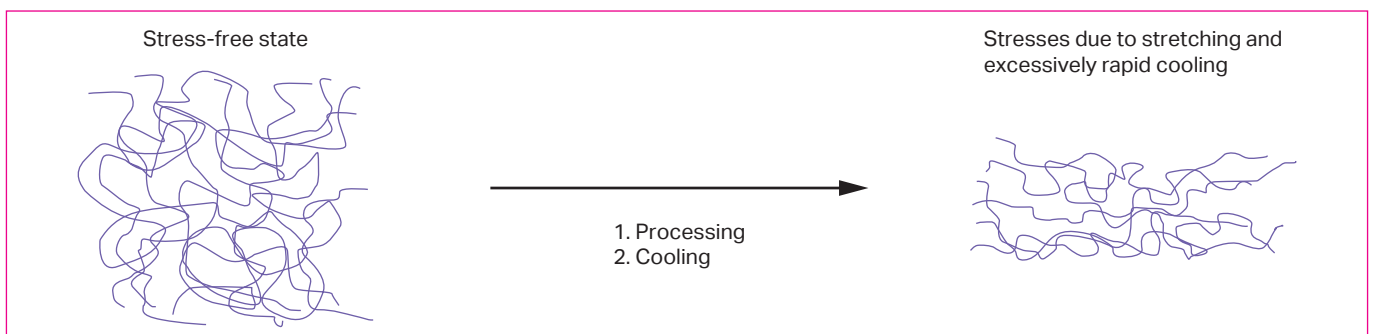 Stress-free state
Stresses due to stretching and
excessively rapid cooling
1. Processing
2. Cooling